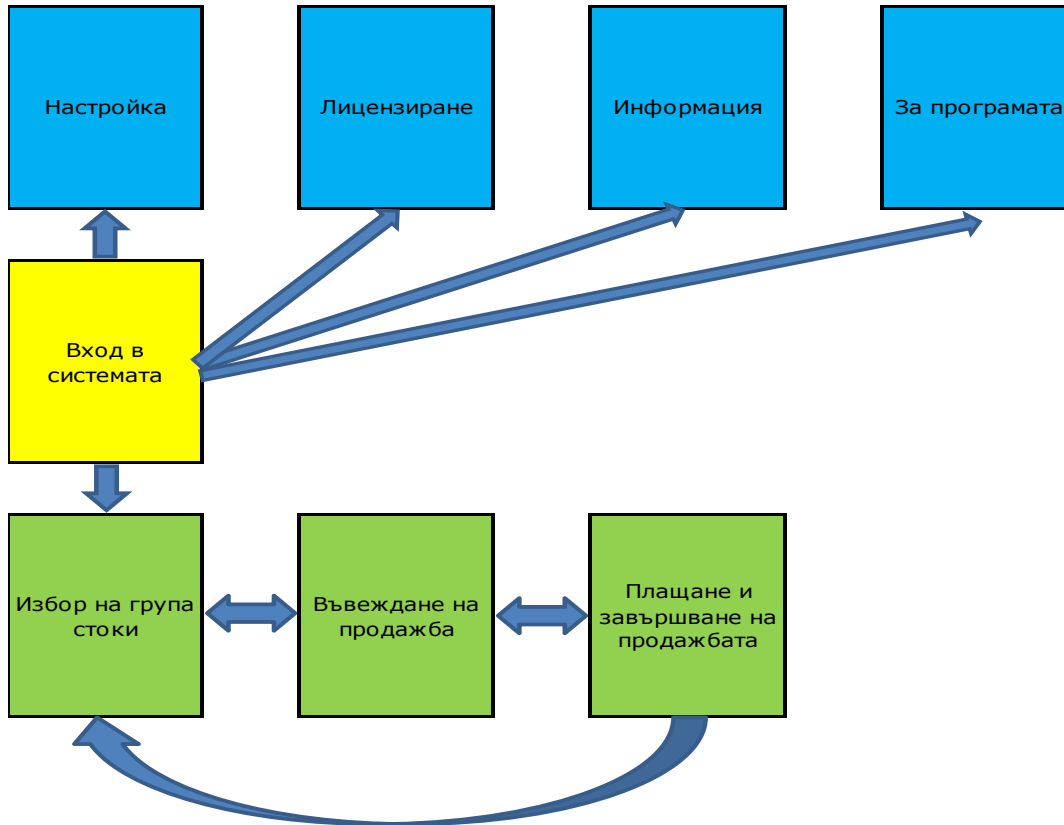 Настройка
Лицензиране
Информация
За програмата
Вход в
системата
Избор на група
стоки
Въвеждане на
продажба
Плащане и
завършване на
продажбата